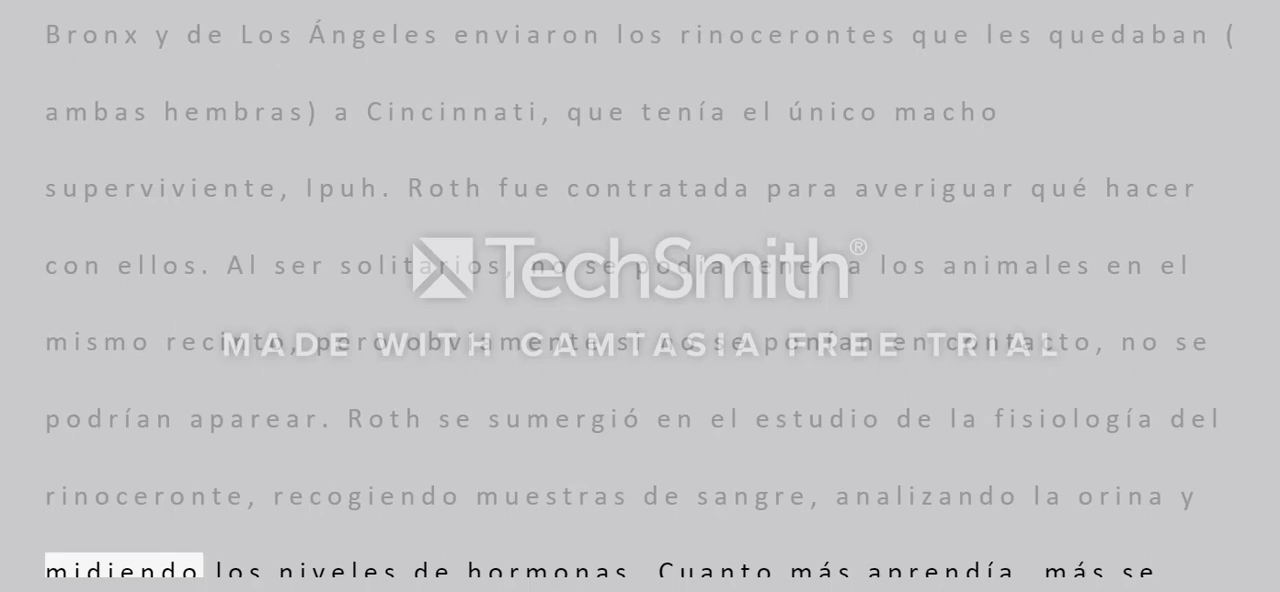 Bronx y de Los Ángeles enviaron los rinocerontes que les quedaban (
ambas hembras) a Cincinnati, que tenía el único macho
superviviente, Ipuh. Roth fue contratada para averiguar qué hacer
con ellos. Al ser solitarios, no se podía tener a los animales en el
TechSmith®
mismo recinto, pero obviamente si no se ponían en contacto, no se
MADE WITH CAMTASIA FREE TRIAL
podrían aparear. Roth se sumergió en el estudio de la fisiología del
rinoceronte, recogiendo muestras de sangre, analizando la orina y
midiendo los niveles de hormonas. Cuanto más aprendía, más se